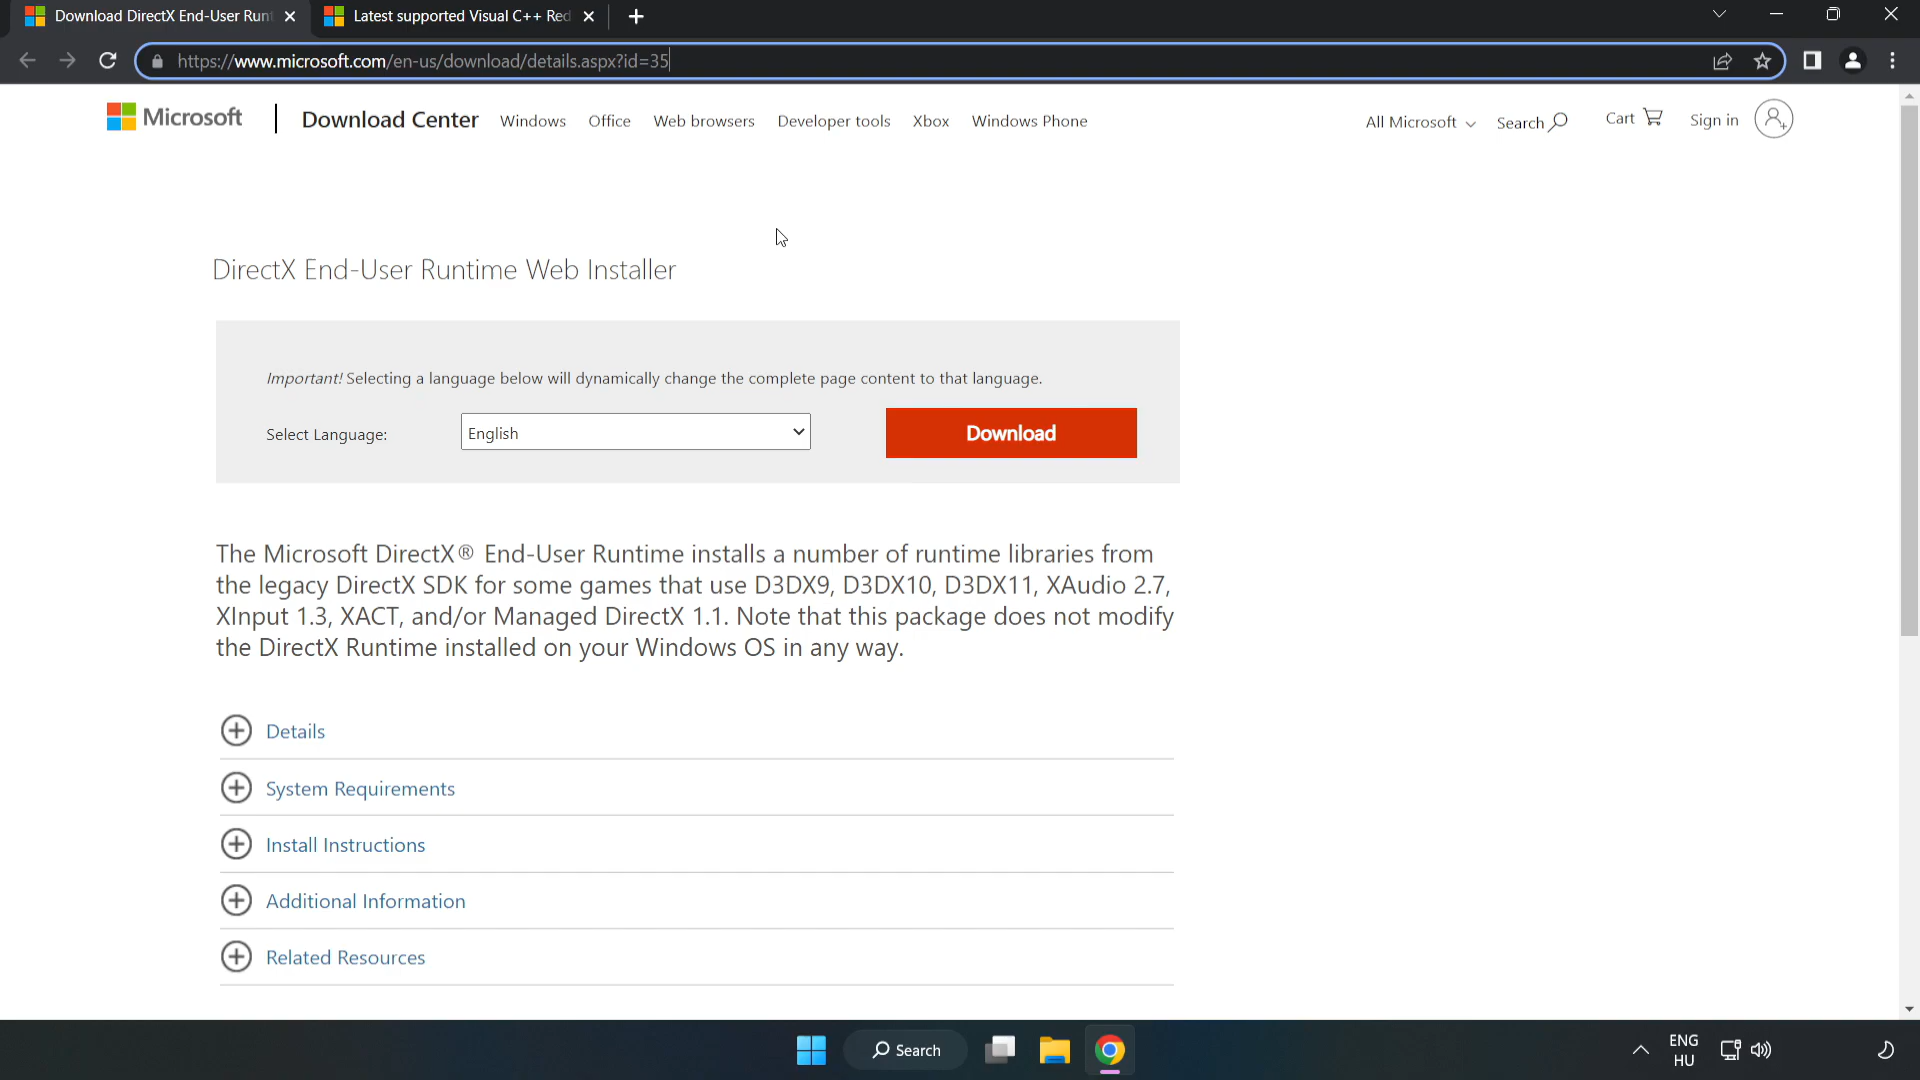 Download DirectX End-User Runt
Latest supported Visual C++ Red
https://www.microsoft.com/en-us/download/details.aspx?id=35
Microsoft
Download Center
Windows
Office
Web browsers
Developer tools
Xbox
Windows Phone
All Microsoft
Search
Cart
Sign in
DirectX End-User Runtime Web Installer
Important! Selecting a language below will dynamically change the complete page content to that language.
Select Language:
English
Download
The Microsoft DirectX® End-User Runtime installs a number of runtime libraries from
the legacy DirectX SDK for some games that use D3DX9, D3DX10, D3DX11, XAudio 2.7,
XInput 1.3, XACT, and/or Managed DirectX 1.1. Note that this package does not modify
the DirectX Runtime installed on your Windows OS in any way.
Details
System Requirements
Install Instructions
Additional Information
Related Resources
Search
ENG
HU